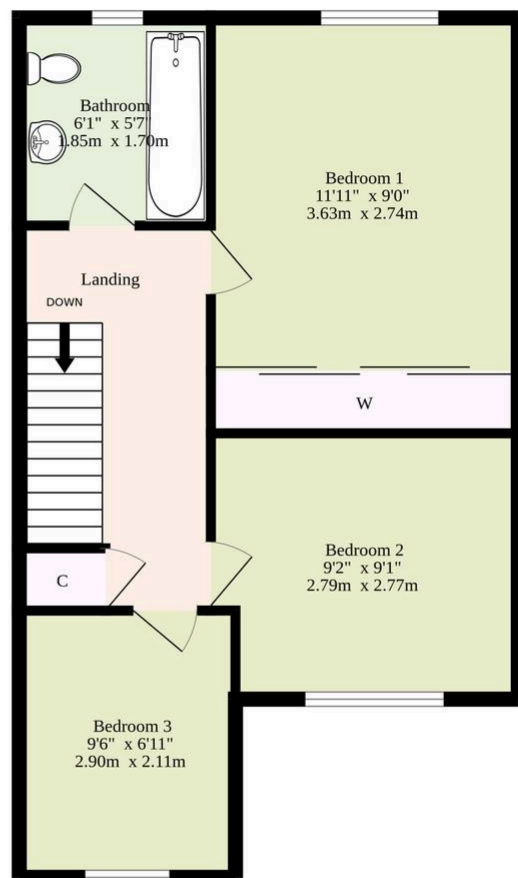 Bathroom
6'1" x 5'7"
1.85m x 1.70m
Bedroom 1
11'11" x 9'0"
3.63m x 2.74m
Landing
DOWN
W
Bedroom 2
9'2" x 9'1"
2.79m x 2.77m
C
Bedroom 3
9'6" x 6'11"
2.90m x 2.11m